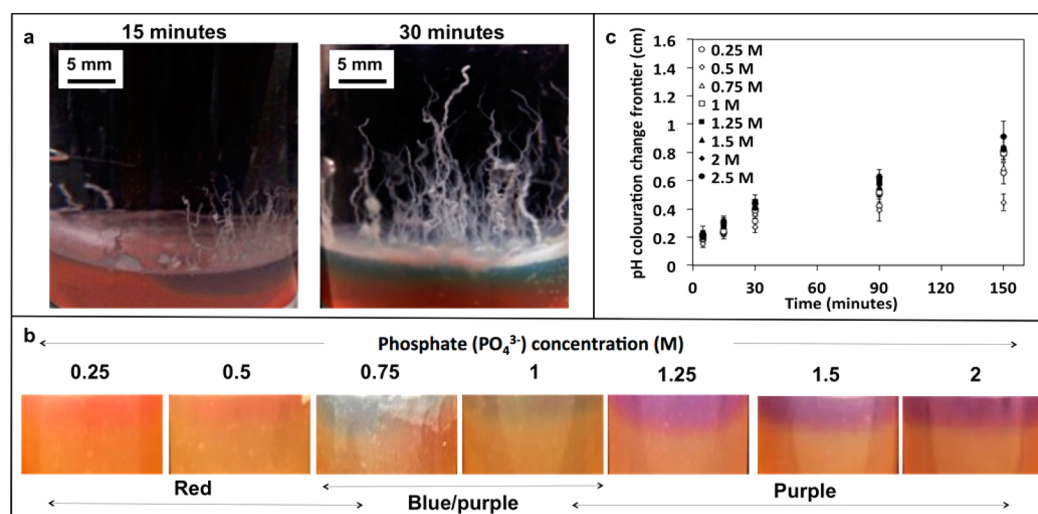 a
15 minutes
30 minutes
5 mm
5 mm
c
pH colouration change frontier (cm)
1.6
1.4
1.2
1
0.8
0.6
0.4
0.2
0
0.25 M
0.5 M
0.75 M
1 M
1.25 M
1.5 M
2 M
2.5 M
0 30 60 90 120 150
Time (minutes)
b
Phosphate (PO₄³⁻) concentration (M)
0.25 0.5 0.75 1 1.25 1.5 2
Red
Blue/purple
Purple